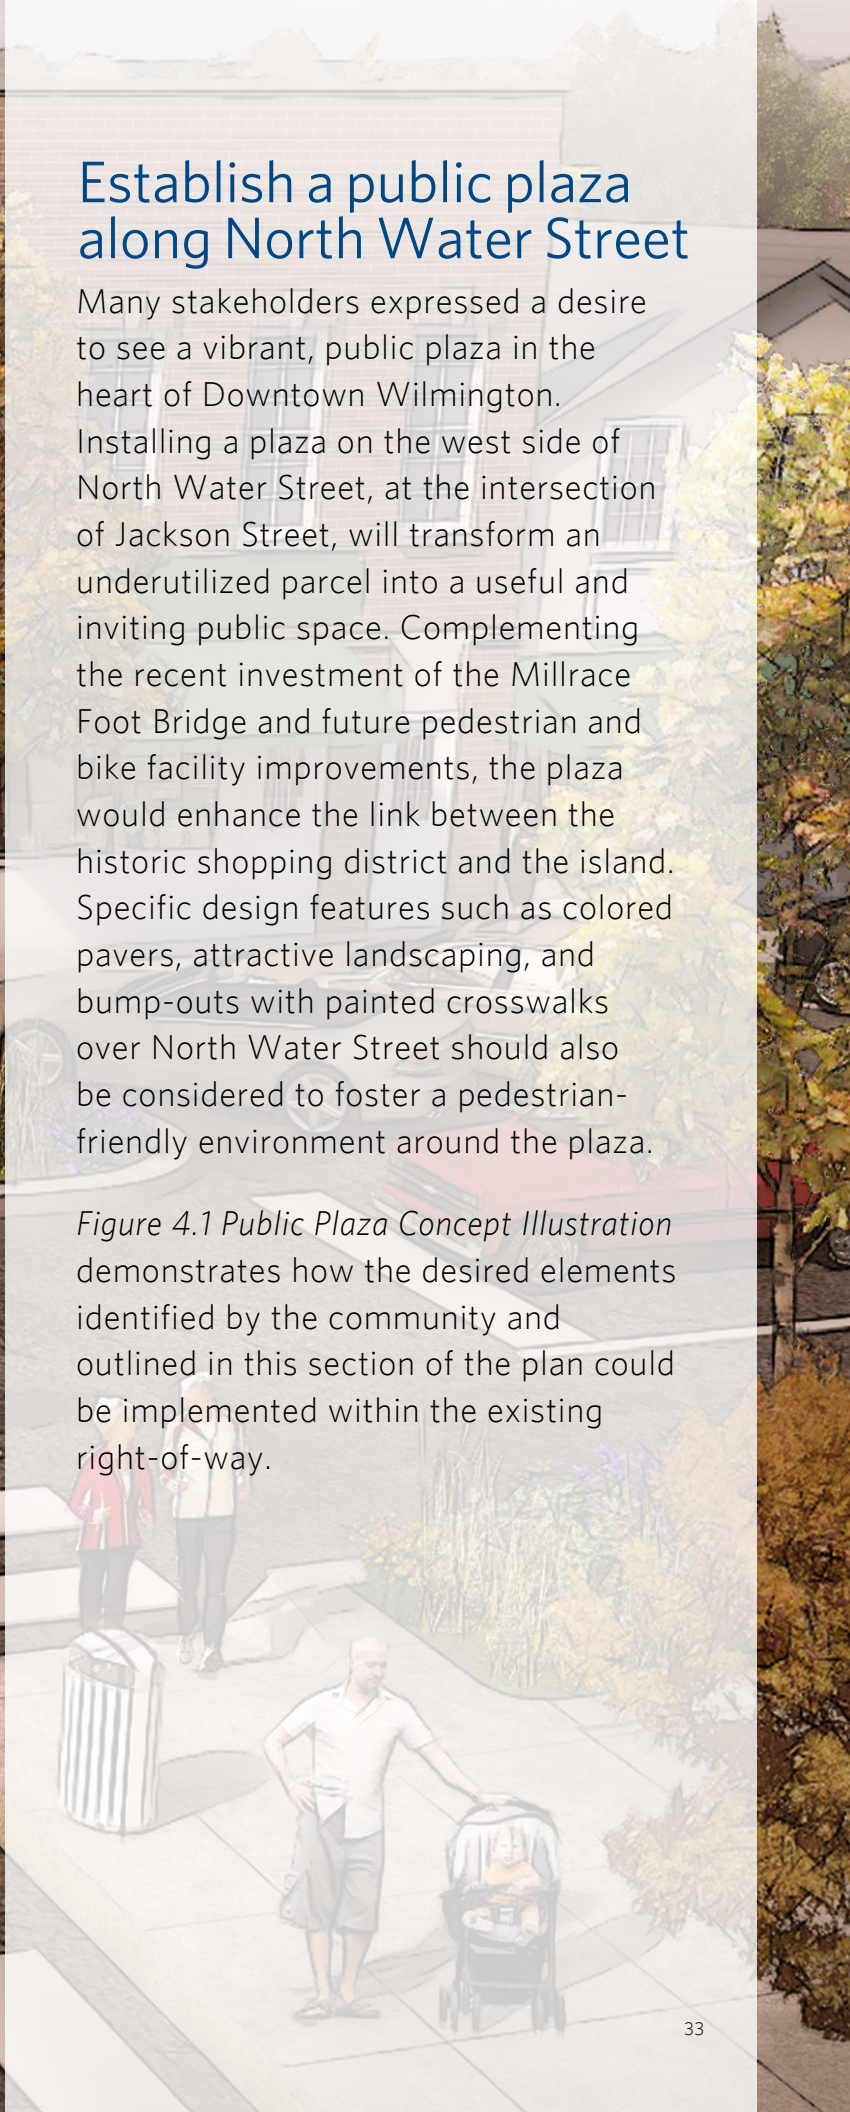 Establish a public plaza
along North Water Street
Many stakeholders expressed a desire
to see a vibrant, public plaza in the
heart of Downtown Wilmington.
Installing a plaza on the west side of
North Water Street, at the intersection
of Jackson Street, will transform an
underutilized parcel into a useful and
inviting public space. Complementing
the recent investment of the Millrace
Foot Bridge and future pedestrian and
bike facility improvements, the plaza
would enhance the link between the
historic shopping district and the island.
Specific design features such as colored
pavers, attractive landscaping, and
bump-outs with painted crosswalks
over North Water Street should also
be considered to foster a pedestrian-
friendly environment around the plaza.
Figure 4.1 Public Plaza Concept Illustration
demonstrates how the desired elements
identified by the community and
outlined in this section of the plan could
be implemented within the existing
right-of-way.
33